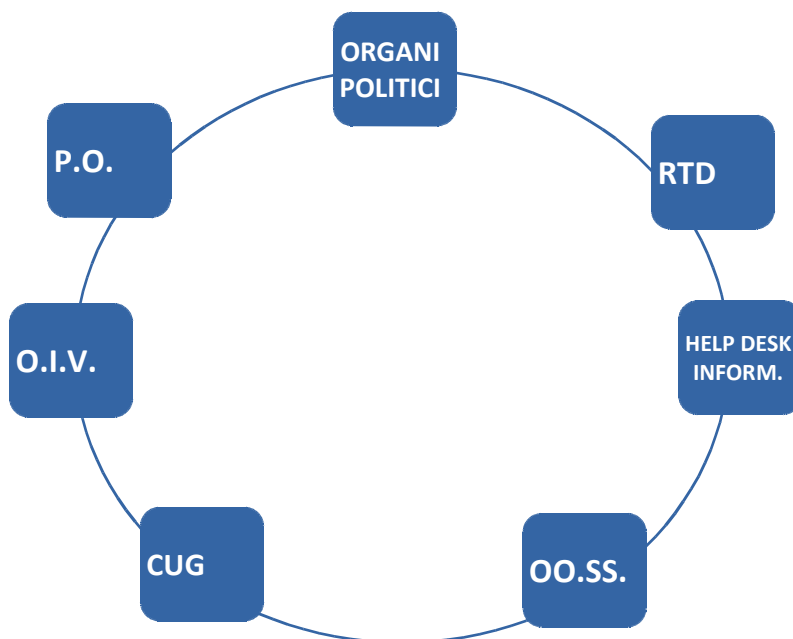 ORGANI
POLITICI
P.O.
RTD
O.I.V.
HELP DESK
INFORM.
CUG
OO.SS.